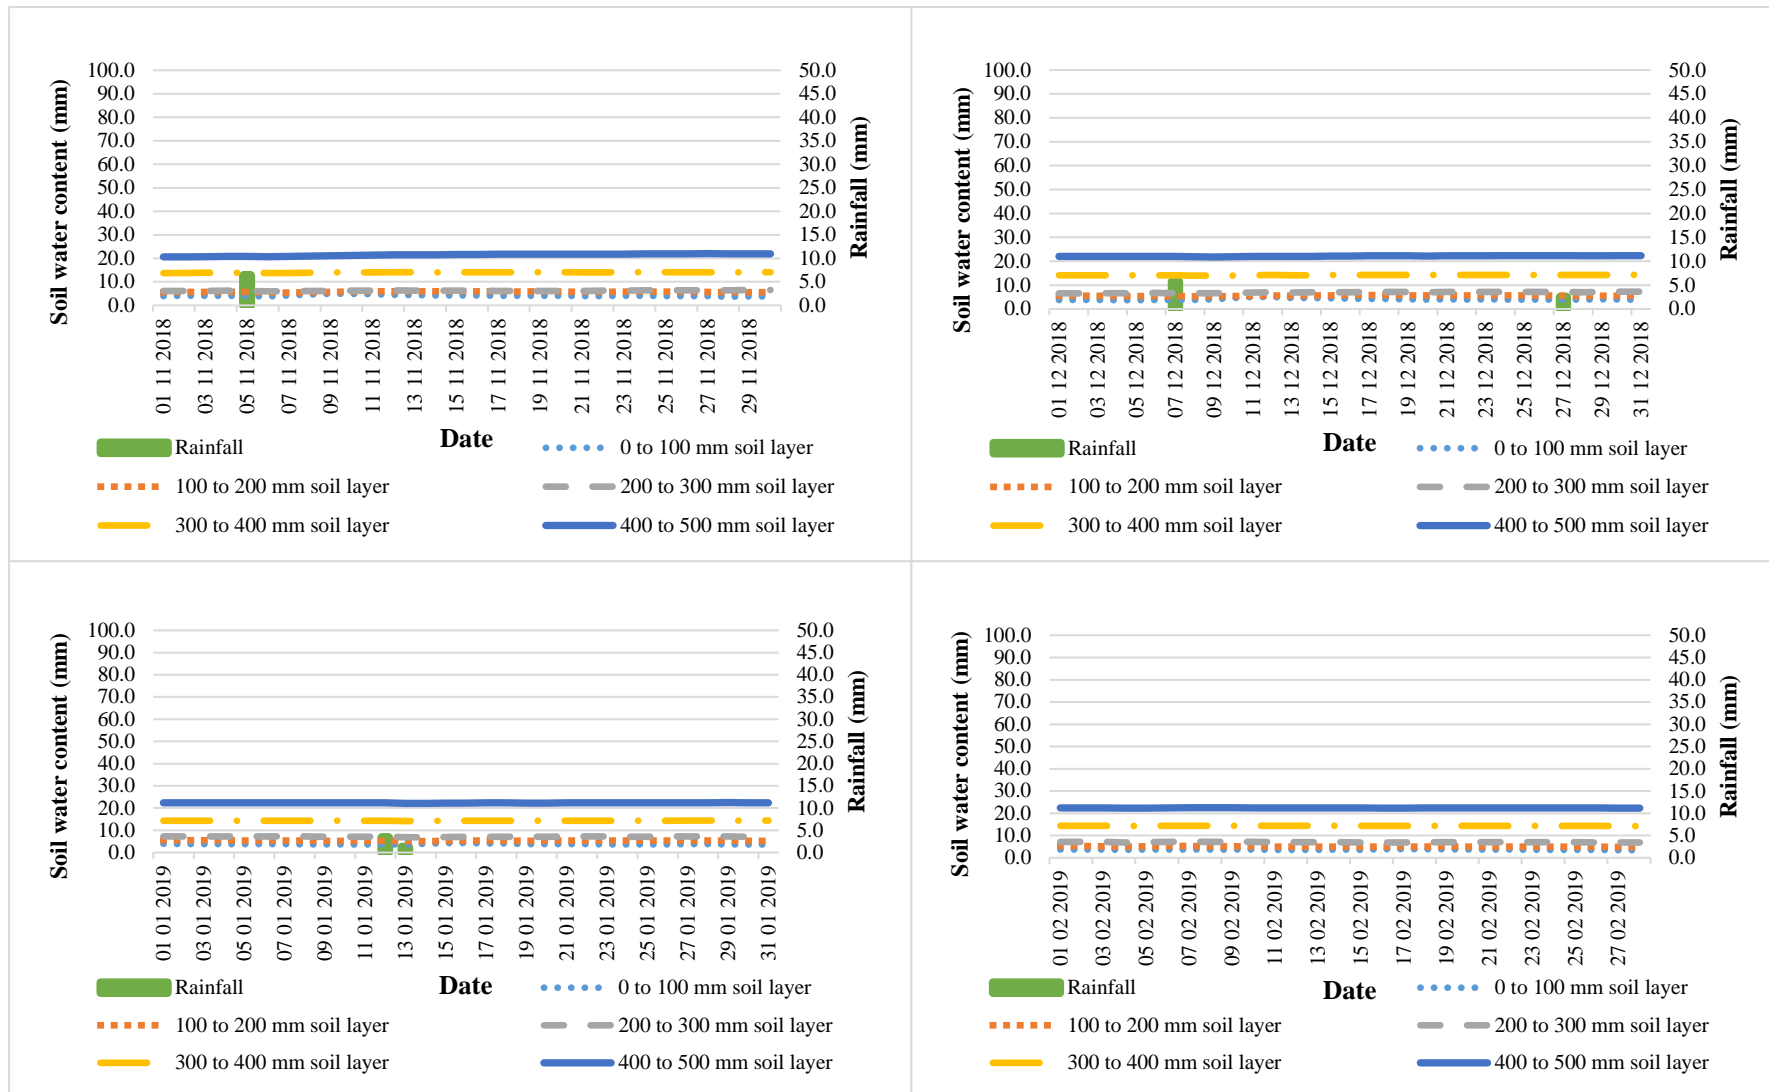 Soil water content (mm)
100.0
90.0
80.0
70.0
60.0
50.0
40.0
30.0
20.0
10.0
0.0
50.0
45.0
40.0
35.0
30.0
25.0
20.0
15.0
10.0
5.0
0.0
Rainfall (mm)
01 11 2018
03 11 2018
05 11 2018
07 11 2018
09 11 2018
11 11 2018
13 11 2018
15 11 2018
17 11 2018
19 11 2018
21 11 2018
23 11 2018
25 11 2018
27 11 2018
29 11 2018
Date
Rainfall
0 to 100 mm soil layer
100 to 200 mm soil layer
200 to 300 mm soil layer
300 to 400 mm soil layer
400 to 500 mm soil layer
Soil water content (mm)
100.0
90.0
80.0
70.0
60.0
50.0
40.0
30.0
20.0
10.0
0.0
50.0
45.0
40.0
35.0
30.0
25.0
20.0
15.0
10.0
5.0
0.0
Rainfall (mm)
01 12 2018
03 12 2018
05 12 2018
07 12 2018
09 12 2018
11 12 2018
13 12 2018
15 12 2018
17 12 2018
19 12 2018
21 12 2018
23 12 2018
25 12 2018
27 12 2018
29 12 2018
31 12 2018
Date
Rainfall
0 to 100 mm soil layer
100 to 200 mm soil layer
200 to 300 mm soil layer
300 to 400 mm soil layer
400 to 500 mm soil layer
Soil water content (mm)
100.0
90.0
80.0
70.0
60.0
50.0
40.0
30.0
20.0
10.0
0.0
50.0
45.0
40.0
35.0
30.0
25.0
20.0
15.0
10.0
5.0
0.0
Rainfall (mm)
01 01 2019
03 01 2019
05 01 2019
07 01 2019
09 01 2019
11 01 2019
13 01 2019
15 01 2019
17 01 2019
19 01 2019
21 01 2019
23 01 2019
25 01 2019
27 01 2019
29 01 2019
31 01 2019
Date
Rainfall
0 to 100 mm soil layer
100 to 200 mm soil layer
200 to 300 mm soil layer
300 to 400 mm soil layer
400 to 500 mm soil layer
Soil water content (mm)
100.0
90.0
80.0
70.0
60.0
50.0
40.0
30.0
20.0
10.0
0.0
50.0
45.0
40.0
35.0
30.0
25.0
20.0
15.0
10.0
5.0
0.0
Rainfall (mm)
01 02 2019
03 02 2019
05 02 2019
07 02 2019
09 02 2019
11 02 2019
13 02 2019
15 02 2019
17 02 2019
19 02 2019
21 02 2019
23 02 2019
25 02 2019
27 02 2019
Date
Rainfall
0 to 100 mm soil layer
100 to 200 mm soil layer
200 to 300 mm soil layer
300 to 400 mm soil layer
400 to 500 mm soil layer